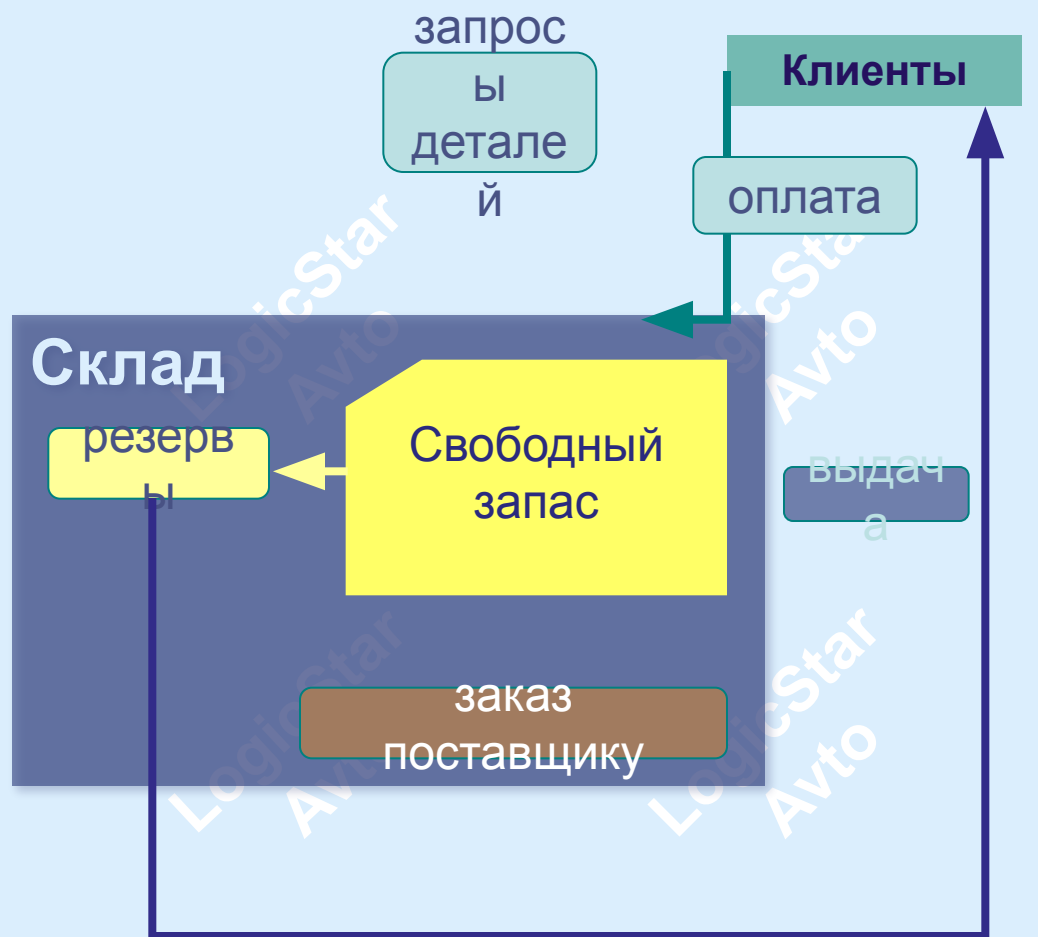 запрос
ы
детале
й
Клиенты
оплата
LogicStar
Avto
LogicStar
Avto
Склад
резерв
ы
Свободный
запас
выдач
а
LogicStar
Avto
LogicStar
Avto
заказ
поставщику